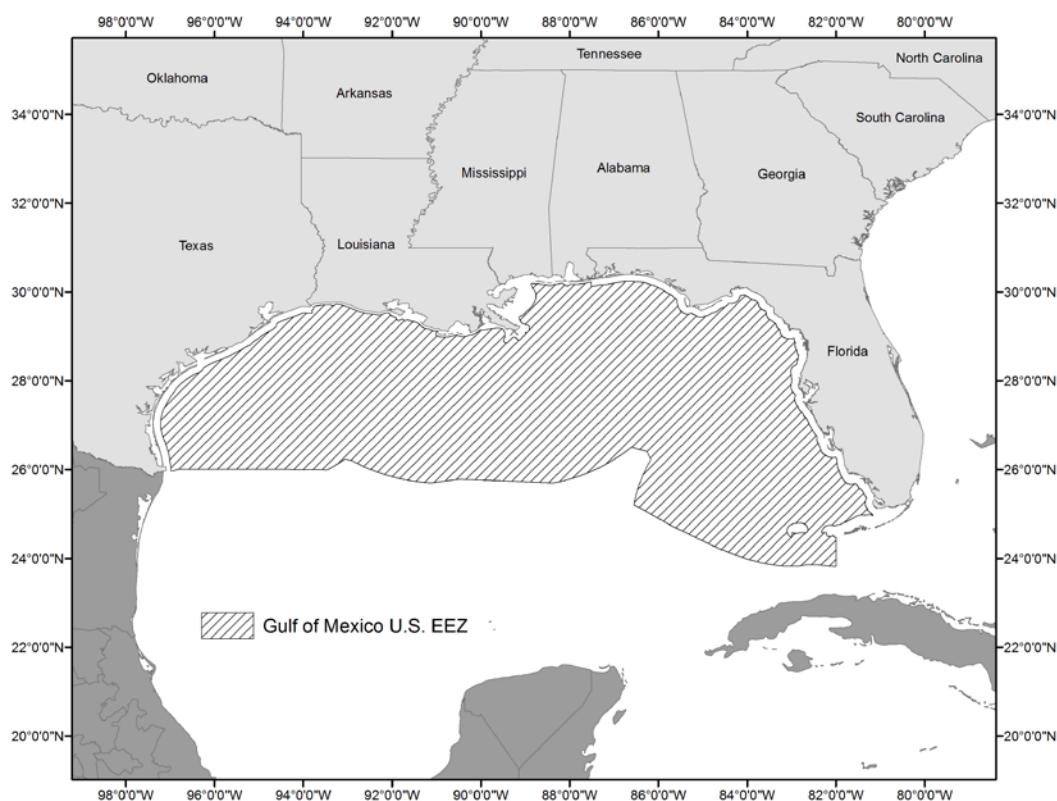 98°0'0"W 96°0'0"W 94°0'0"W 92°0'0"W 90°0'0"W 88°0'0"W 86°0'0"W 84°0'0"W 82°0'0"W 80°0'0"W
Tennessee
North Carolina
Oklahoma
Arkansas
34°0'0"N 34°0'0"N
South Carolina
Mississippi
Alabama
Georgia
32°0'0"N 32°0'0"N
Texas
Louisiana
30°0'0"N 30°0'0"N
Florida
28°0'0"N 28°0'0"N
26°0'0"N 26°0'0"N
24°0'0"N 24°0'0"N
Gulf of Mexico U.S. EEZ
22°0'0"N 22°0'0"N
20°0'0"N 20°0'0"N
98°0'0"W 96°0'0"W 94°0'0"W 92°0'0"W 90°0'0"W 88°0'0"W 86°0'0"W 84°0'0"W 82°0'0"W 80°0'0"W